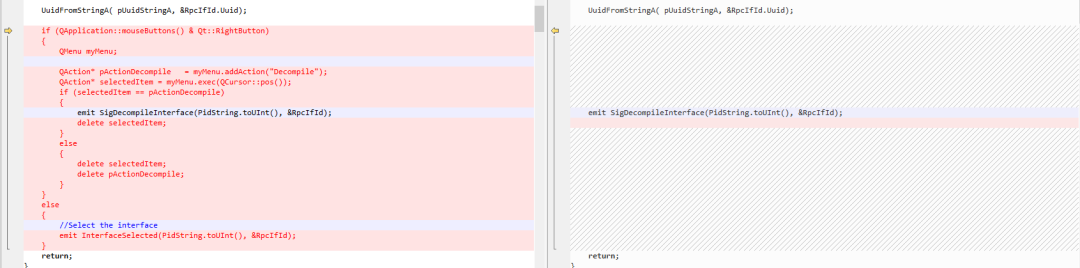 UuidFromStringA( pUuidStringA, &RpcIfId.Uuid);
if (QApplication::mouseButtons() & Qt::RightButton)
{
QMenu myMenu;
QAction* pActionDecompile   = myMenu.addAction("Decompile");
QAction* selectedItem = myMenu.exec(QCursor::pos());
if (selectedItem == pActionDecompile)
{
emit SigDecompileInterface(PidString.toUInt(), &RpcIfId);
delete selectedItem;
}
else
{
delete selectedItem;
delete pActionDecompile;
}
}
else
{
//Select the interface
emit InterfaceSelected(PidString.toUInt(), &RpcIfId);
}
return;
}
UuidFromStringA( pUuidStringA, &RpcIfId.Uuid);
emit SigDecompileInterface(PidString.toUInt(), &RpcIfId);
return;
}